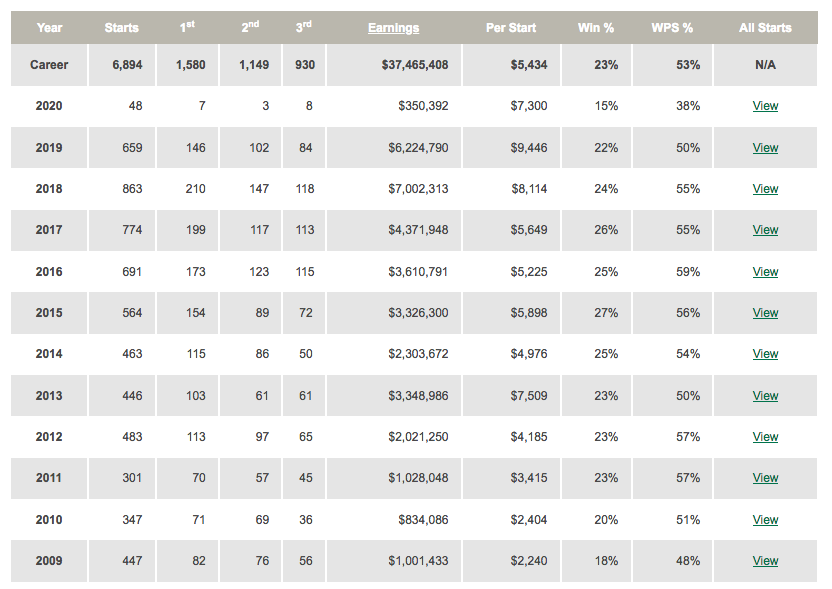 Year Starts 1st 2nd 3rd Earnings Per Start Win % WPS % All Starts
Career 6,894 1,580 1,149 930 $37,465,408 $5,434 23% 53% N/A
2020 48 7 3 8 $350,392 $7,300 15% 38% View
2019 659 146 102 84 $6,224,790 $9,446 22% 50% View
2018 863 210 147 118 $7,002,313 $8,114 24% 55% View
2017 774 199 117 113 $4,371,948 $5,649 26% 55% View
2016 691 173 123 115 $3,610,791 $5,225 25% 59% View
2015 564 154 89 72 $3,326,300 $5,898 27% 56% View
2014 463 115 86 50 $2,303,672 $4,976 25% 54% View
2013 446 103 61 61 $3,348,986 $7,509 23% 50% View
2012 483 113 97 65 $2,021,250 $4,185 23% 57% View
2011 301 70 57 45 $1,028,048 $3,415 23% 57% View
2010 347 71 69 36 $834,086 $2,404 20% 51% View
2009 447 82 76 56 $1,001,433 $2,240 18% 48% View